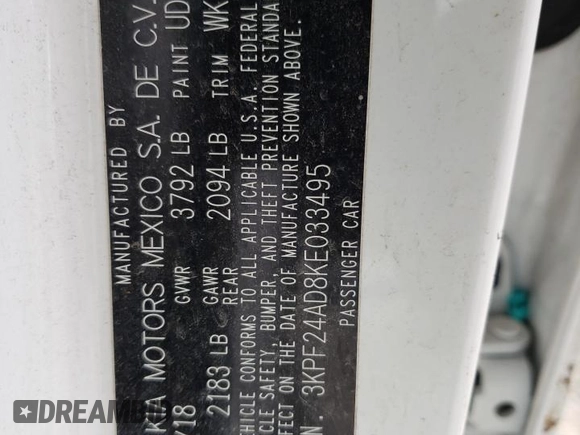 MANUFACTURED BY
KIA MOTORS MEXICO S.A. DE C.V.
/18 GVWR 3792 LB PAINT UD
2183 LB GAWR REAR 2094 LB TRIM WK
VEHICLE CONFORMS TO ALL APPLICABLE U.S.A. FEDERAL
VEHICLE SAFETY, BUMPER, AND THEFT PREVENTION STANDA
EFFECT ON THE DATE OF MANUFACTURE SHOWN ABOVE.
N. 3KPF24AD8KE033495
PASSENGER CAR
DREAMBID